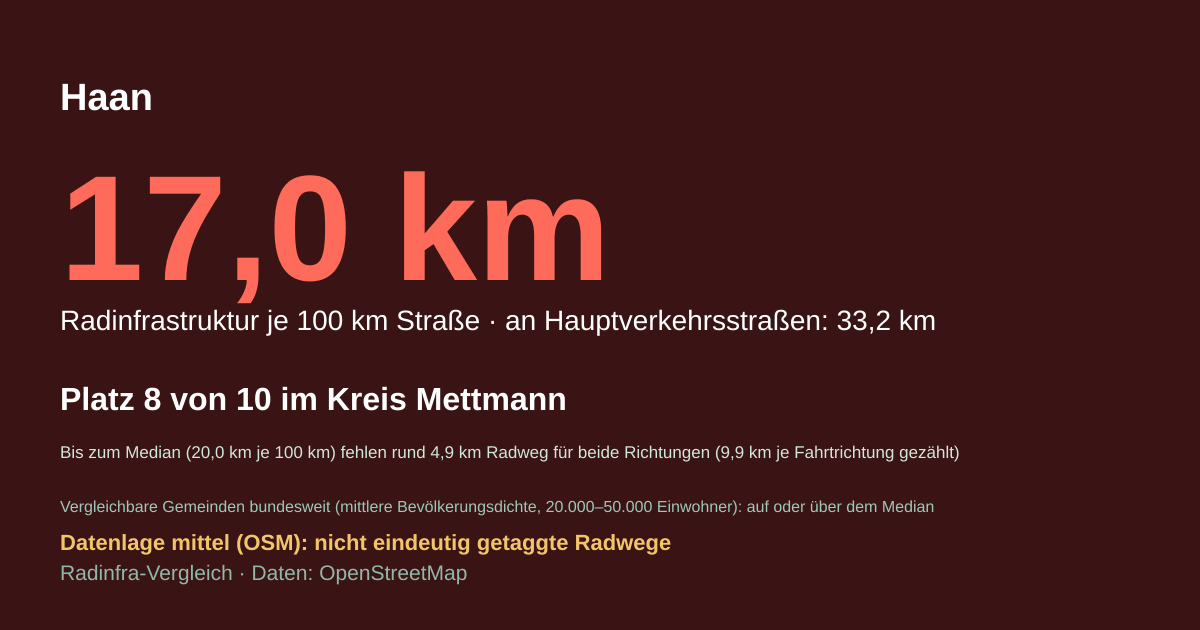 Haan
17,0 km
Radinfrastruktur je 100 km Straße · an Hauptverkehrsstraßen: 33,2 km
Platz 8 von 10 im Kreis Mettmann
Bis zum Median (20,0 km je 100 km) fehlen rund 4,9 km Radweg für beide Richtungen (9,9 km je Fahrtrichtung gezählt)
Vergleichbare Gemeinden bundesweit (mittlere Bevölkerungsdichte, 20.000–50.000 Einwohner): auf oder über dem Median
Datenlage mittel (OSM): nicht eindeutig getaggte Radwege
Radinfra-Vergleich · Daten: OpenStreetMap